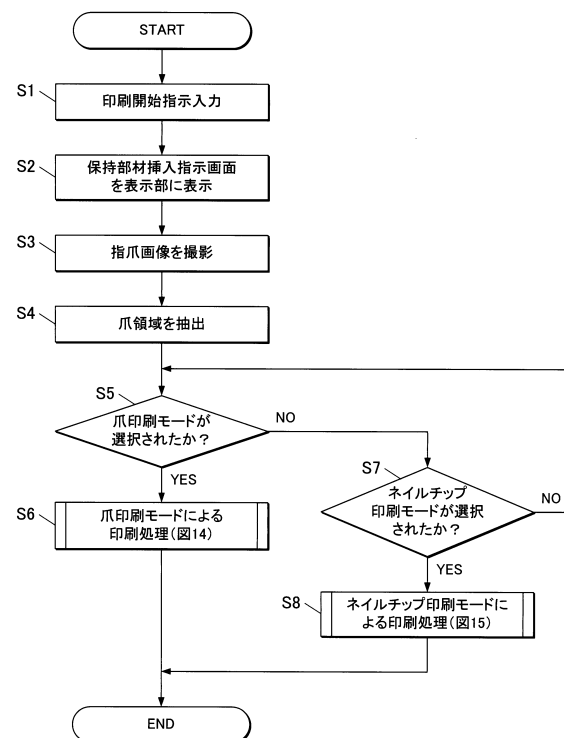 START
S1
印刷開始指示入力
S2
保持部材挿入指示画面
を表示部に表示
S3
指爪画像を撮影
S4
爪領域を抽出
S5
爪印刷モードが
選択されたか?
NO
YES
S6
爪印刷モードによる
印刷処理(図14)
S7
ネイルチップ
印刷モードが選択
されたか?
NO
YES
S8
ネイルチップ印刷モードに
よる印刷処理(図15)
END